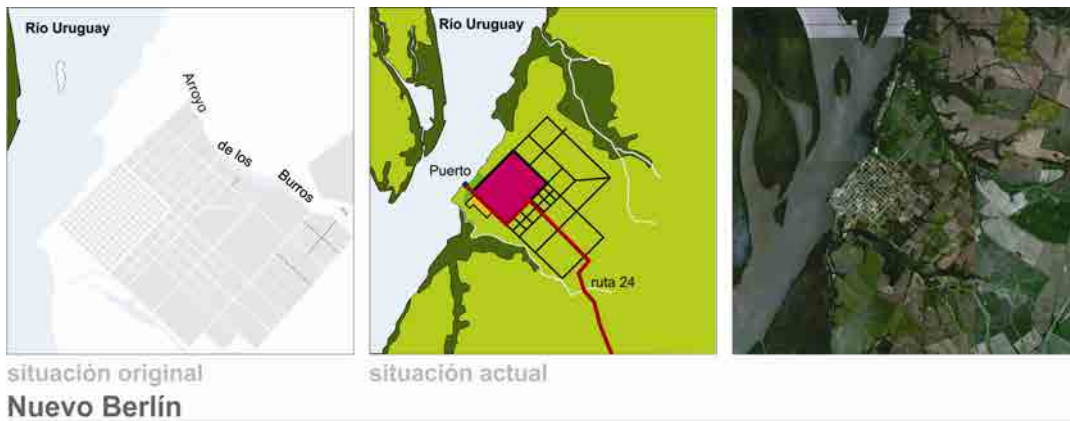 Río Uruguay
Arroyo
de los
Burros
Río Uruguay
Puerto
ruta 24
situación original
situación actual
Nuevo Berlín